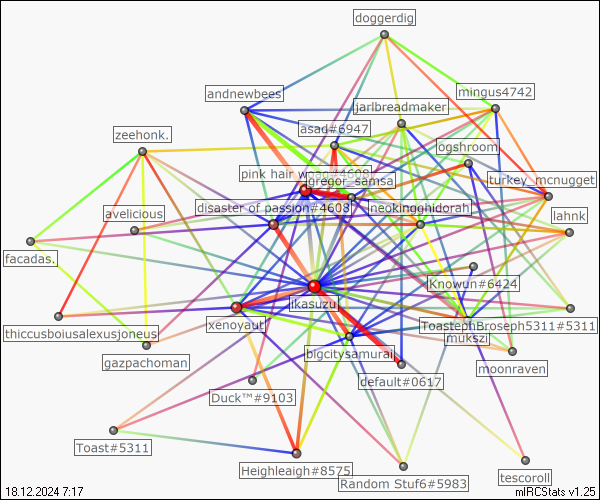 doggerdig
andnewbees
mingus4742
jarlbreadmaker
asad#6947
zeehonk.
ogshroom
pink hair wpag#4608
gregor_samsa
turkey_mcnugget
avelicious
disaster of passion#4608
neokingghidorah
lahnk
facadas.
Knowun#6424
jkasuzu
thiccusboiusalexusjoneus
xenoyaut
ToastephBroseph5311#5311
mukszi
bigcitysamurai
gazpachoman
moonraven
default#0617
Duck™#9103
Toast#5311
Heighleaigh#8575
Random Stuf6#5983
tescoroll
18.12.2024 7:17
mIRCStats v1.25